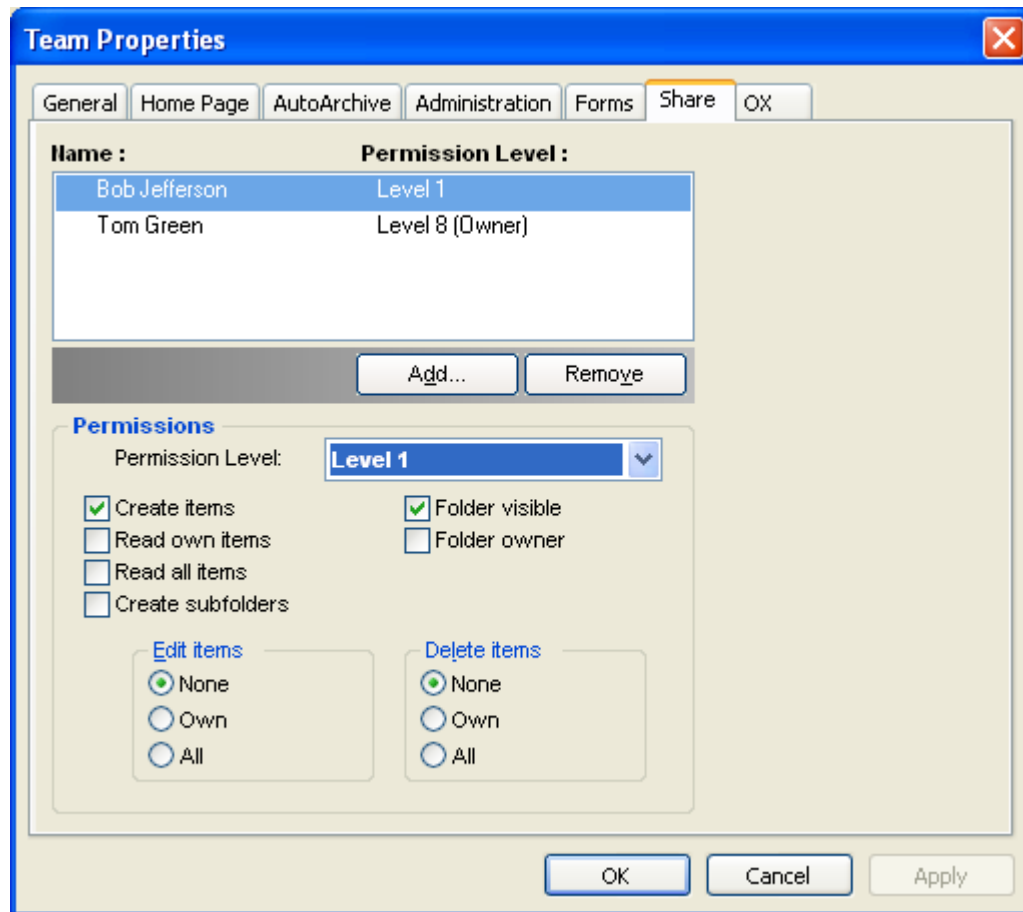 Team Properties
General Home Page AutoArchive Administration Forms Share OX
Name : Permission Level :
Bob Jefferson Level 1
Tom Green Level 8 (Owner)
Add... Remove
Permissions
Permission Level: Level 1
Create items Folder visible
Read own items Folder owner
Read all items
Create subfolders
Edit items Delete items
None None
Own Own
All All
OK Cancel Apply